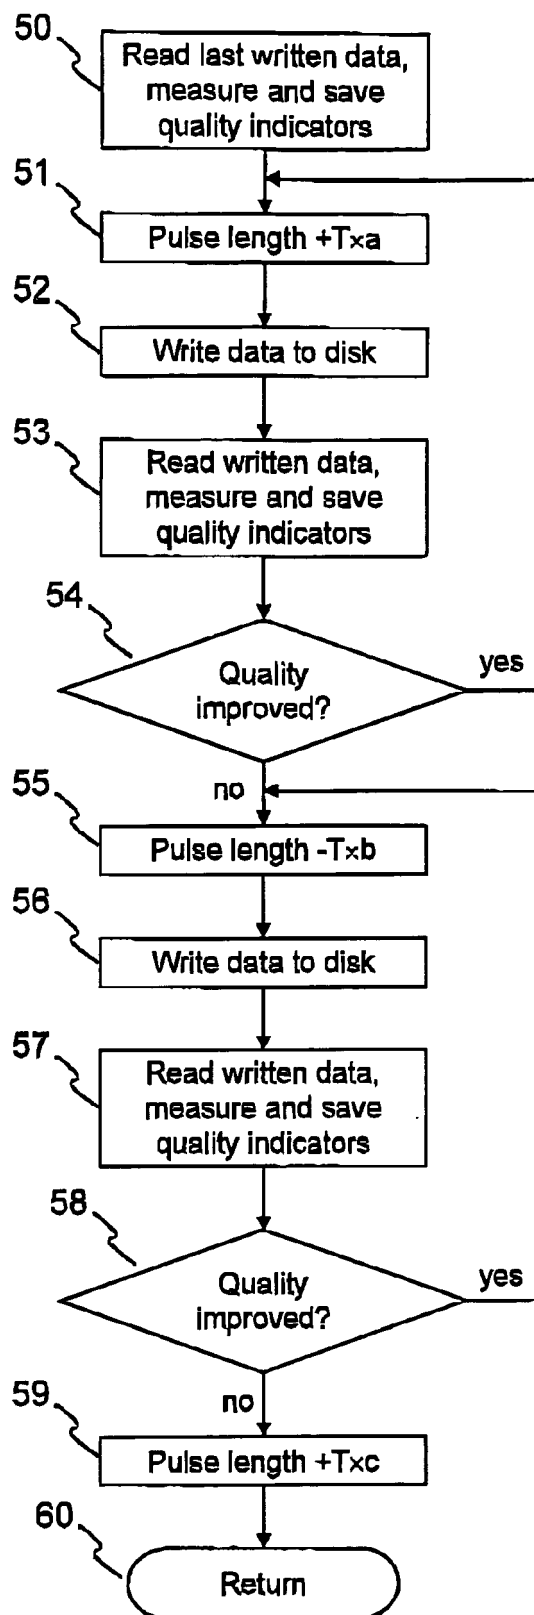 50
Read last written data,
measure and save
quality indicators
51
Pulse length +T×a
52
Write data to disk
53
Read written data,
measure and save
quality indicators
54
Quality
improved?
yes
no
55
Pulse length -T×b
56
Write data to disk
57
Read written data,
measure and save
quality indicators
58
Quality
improved?
yes
no
59
Pulse length +T×c
60
Return